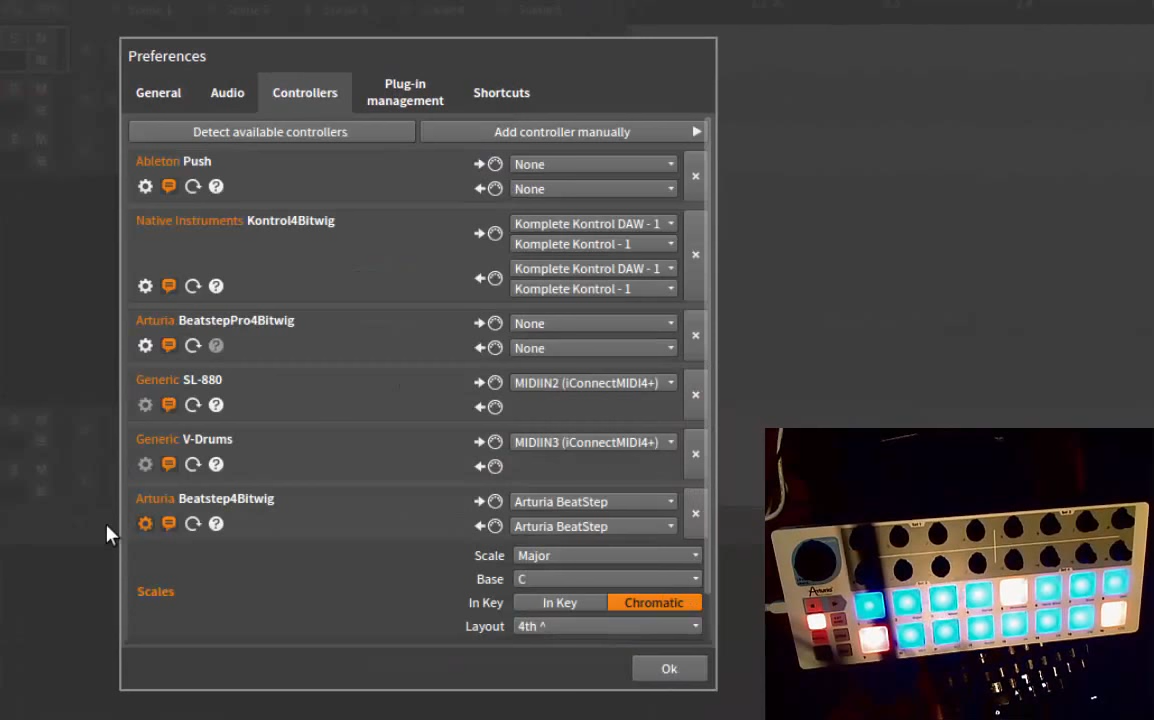 Preferences
General Audio Controllers Plug-in management Shortcuts
Detect available controllers Add controller manually
Ableton Push None
None
Native Instruments Kontrol4Bitwig Komplete Kontrol DAW - 1
Komplete Kontrol - 1
Komplete Kontrol DAW - 1
Komplete Kontrol - 1
Arturia BeatstepPro4Bitwig None
None
Generic SL-880 MIDIIN2 (iConnectMIDI4+)
Generic V-Drums MIDIIN3 (iConnectMIDI4+)
Arturia Beatstep4Bitwig Arturia BeatStep
Arturia BeatStep
Scale Major
Base C
Scales
In Key In Key Chromatic
Layout 4th ^
Ok
Arturia